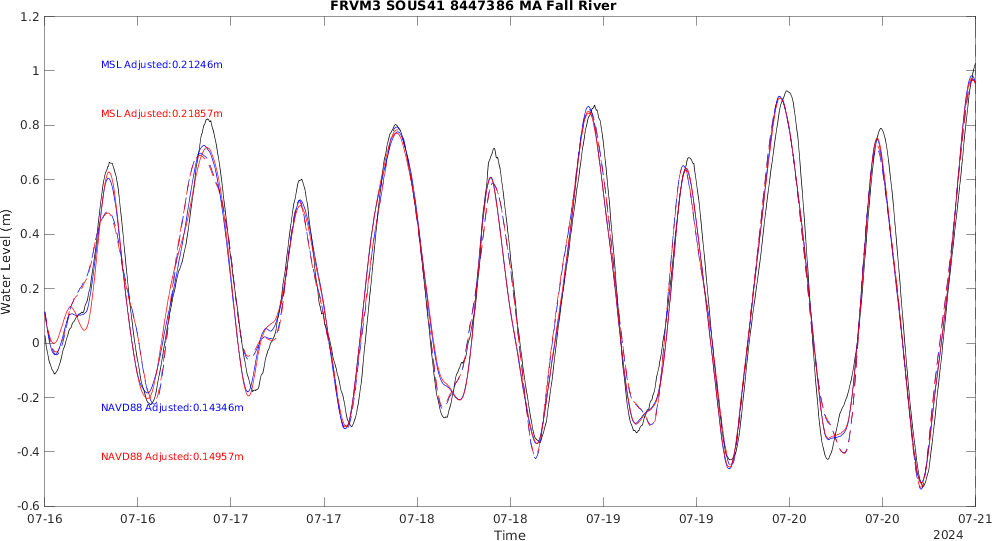 FRVM3 SOUS41 8447386 MA Fall River
1.2
1
0.8
0.6
0.4
0.2
0
-0.2
-0.4
-0.6
Water Level (m)
MSL Adjusted:0.21246m
MSL Adjusted:0.21857m
NAVD88 Adjusted:0.14346m
NAVD88 Adjusted:0.14957m
07-16 07-16 07-17 07-17 07-18 07-18 07-19 07-19 07-20 07-20 07-21
Time
2024